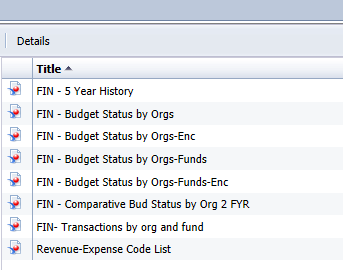 Details
Title
FIN - 5 Year History
FIN - Budget Status by Orgs
FIN - Budget Status by Orgs-Enc
FIN - Budget Status by Orgs-Funds
FIN - Budget Status by Orgs-Funds-Enc
FIN - Comparative Bud Status by Org 2 FYR
FIN- Transactions by org and fund
Revenue-Expense Code List